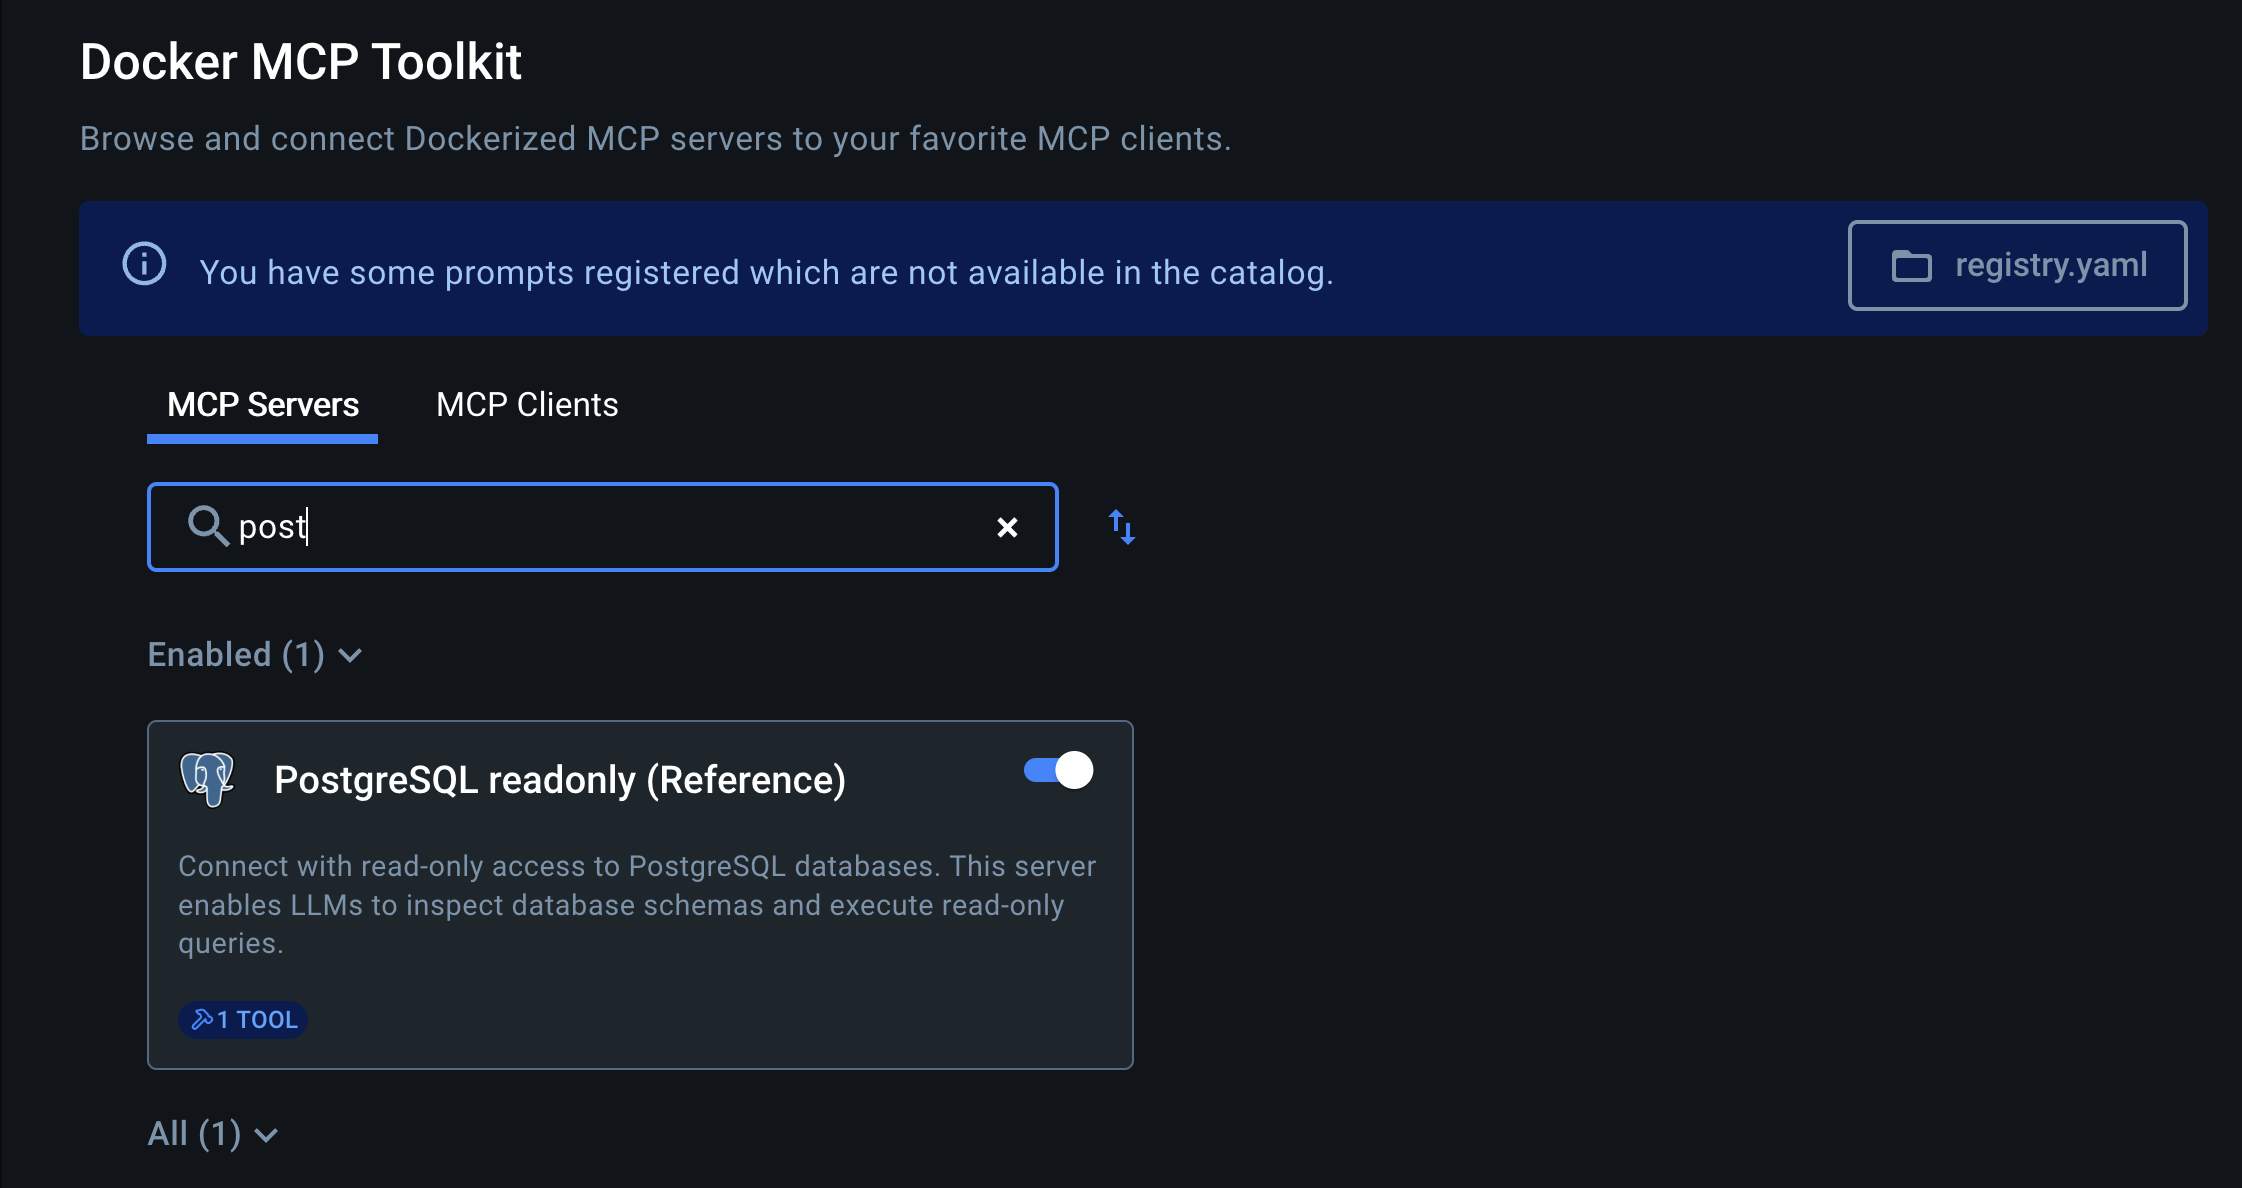 Docker MCP Toolkit
Browse and connect Dockerized MCP servers to your favorite MCP clients.
You have some prompts registered which are not available in the catalog.
registry.yaml
MCP Servers
MCP Clients
post
Enabled (1)
PostgreSQL readonly (Reference)
Connect with read-only access to PostgreSQL databases. This server
enables LLMs to inspect database schemas and execute read-only
queries.
1 TOOL
All (1)